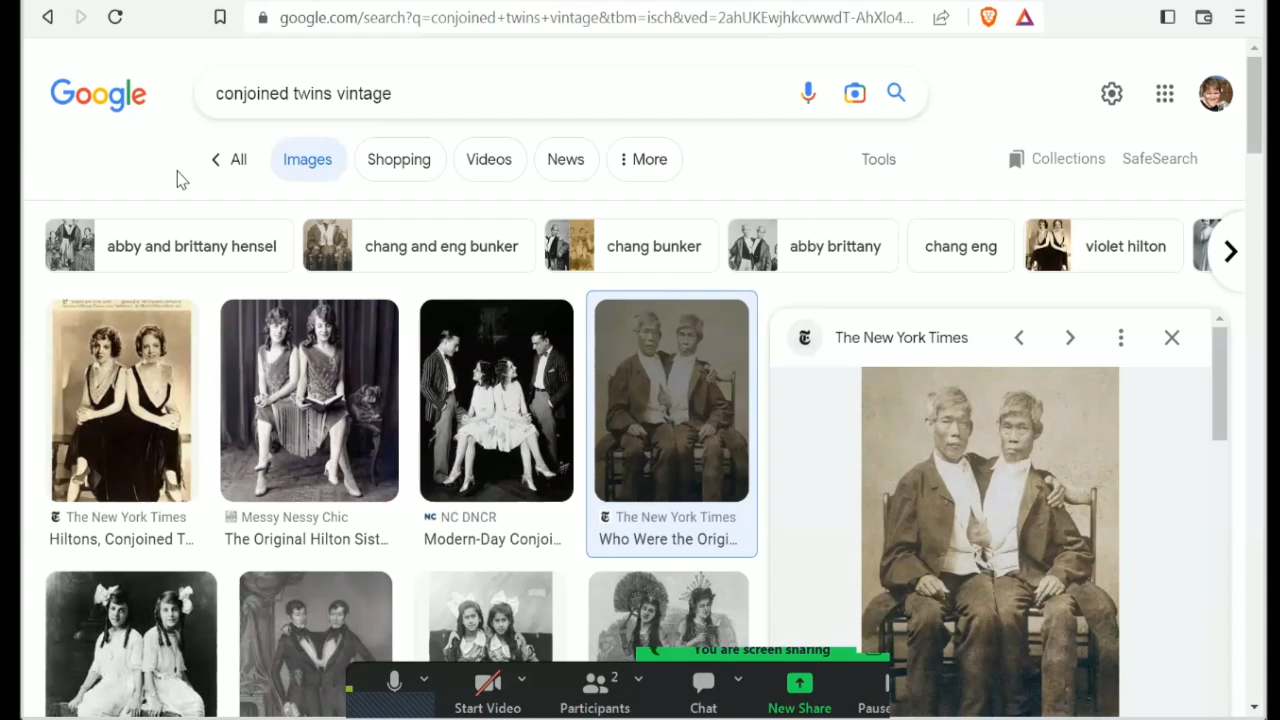 google.com/search?q=conjoined+twins+vintage&tbm=isch&ved=2ahUKEwjhkcvwwdT-AhXlo4...
Google
conjoined twins vintage
All Images Shopping Videos News More Tools Collections SafeSearch
abby and brittany hensel chang and eng bunker chang bunker abby brittany chang eng violet hilton
The New York Times
The New York Times Messy Nessy Chic NC NC DNCR The New York Times
Hiltons, Conjoined T... The Original Hilton Sist... Modern-Day Conjoi... Who Were the Origi...
You are screen sharing
2
Start Video Participants Chat New Share Pause